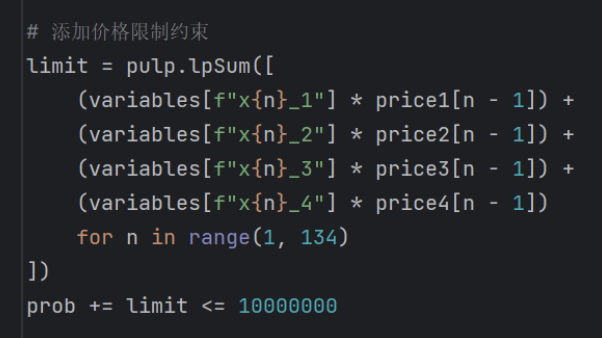 # 添加价格限制约束
limit = pulp.lpSum([
    (variables[f"x{n}_1"] * price1[n - 1]) +
    (variables[f"x{n}_2"] * price2[n - 1]) +
    (variables[f"x{n}_3"] * price3[n - 1]) +
    (variables[f"x{n}_4"] * price4[n - 1])
    for n in range(1, 134)
])
prob += limit <= 10000000